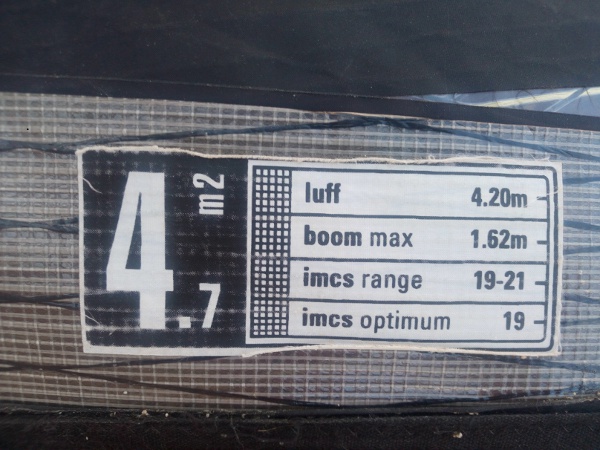 4.7 m2
luff 4.20m
boom max 1.62m
imcs range 19-21
imcs optimum 19